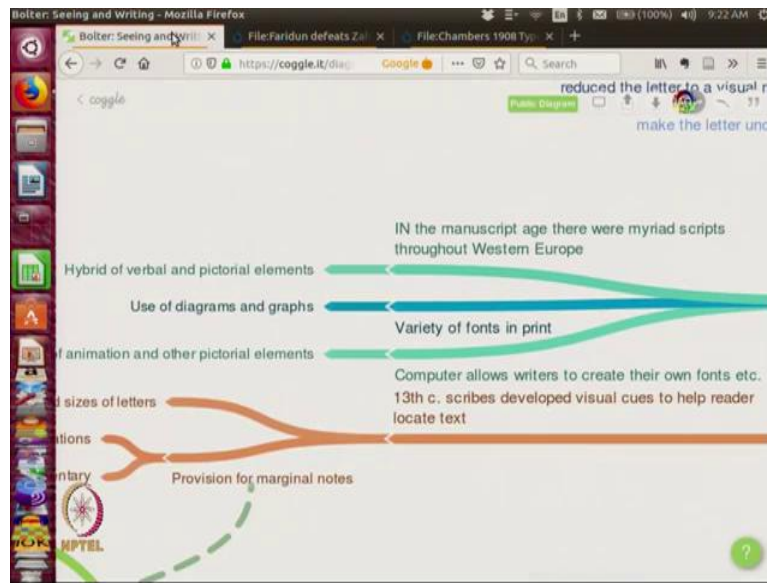 Bolter: Seeing and Writing - Mozilla Firefox
En
(100%)
9:22 AM
Bolter: Seeing and Writi
File:Faridun defeats Zah
File:Chambers 1908 Typ
https://coggle.it/diag
Google
Search
< coggle
reduced the letter to a visual
Public Diagram
make the letter
IN the manuscript age there were myriad scripts
throughout Western Europe
Hybrid of verbal and pictorial elements
Use of diagrams and graphs
Variety of fonts in print
of animation and other pictorial elements
Computer allows writers to create their own fonts etc.
13th c. scribes developed visual cues to help reader
locate text
sizes of letters
Provision for marginal notes
NPTEL
?